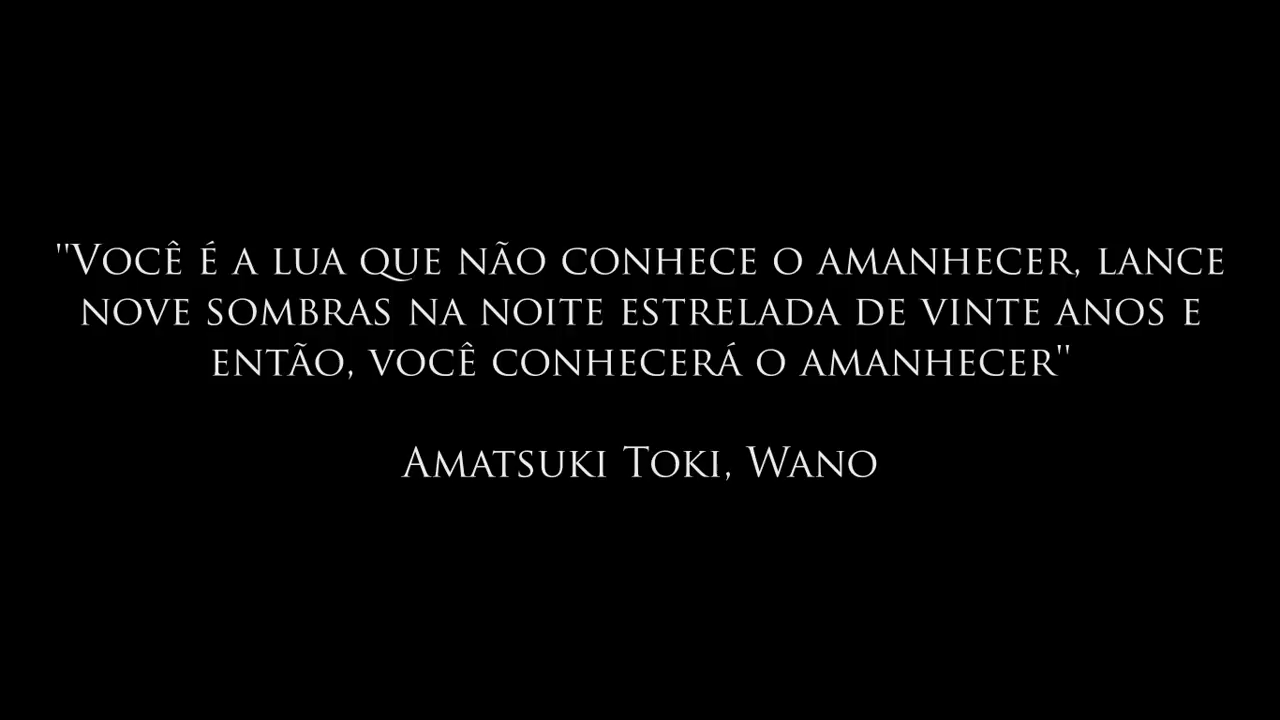 "Você é a lua que não conhece o amanhecer, lance
nove sombras na noite estrelada de vinte anos e
então, você conhecerá o amanhecer"
Amatsuki Toki, Wano